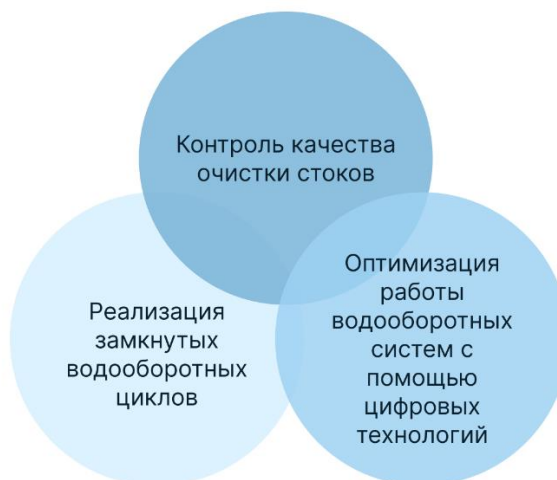 Контроль качества
очистки стоков
Реализация
замкнутых
водооборотных
циклов
Оптимизация
работы
водооборотных
систем с
помощью
цифровых
технологий